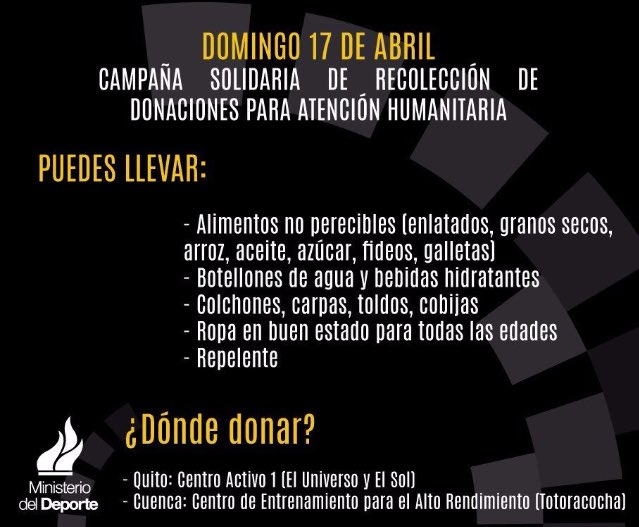 DOMINGO 17 DE ABRIL
CAMPAÑA SOLIDARIA DE RECOLECCIÓN DE
DONACIONES PARA ATENCIÓN HUMANITARIA
PUEDES LLEVAR:
- Alimentos no perecibles (enlatados, granos secos,
arroz, aceite, azúcar, fideos, galletas)
- Botellones de agua y bebidas hidratantes
- Colchones, carpas, toldos, cobijas
- Ropa en buen estado para todas las edades
- Repelente
¿Dónde donar?
- Quito: Centro Activo 1 (El Universo y El Sol)
- Cuenca: Centro de Entrenamiento para el Alto Rendimiento (Totoracocha)
Ministerio
del Deporte